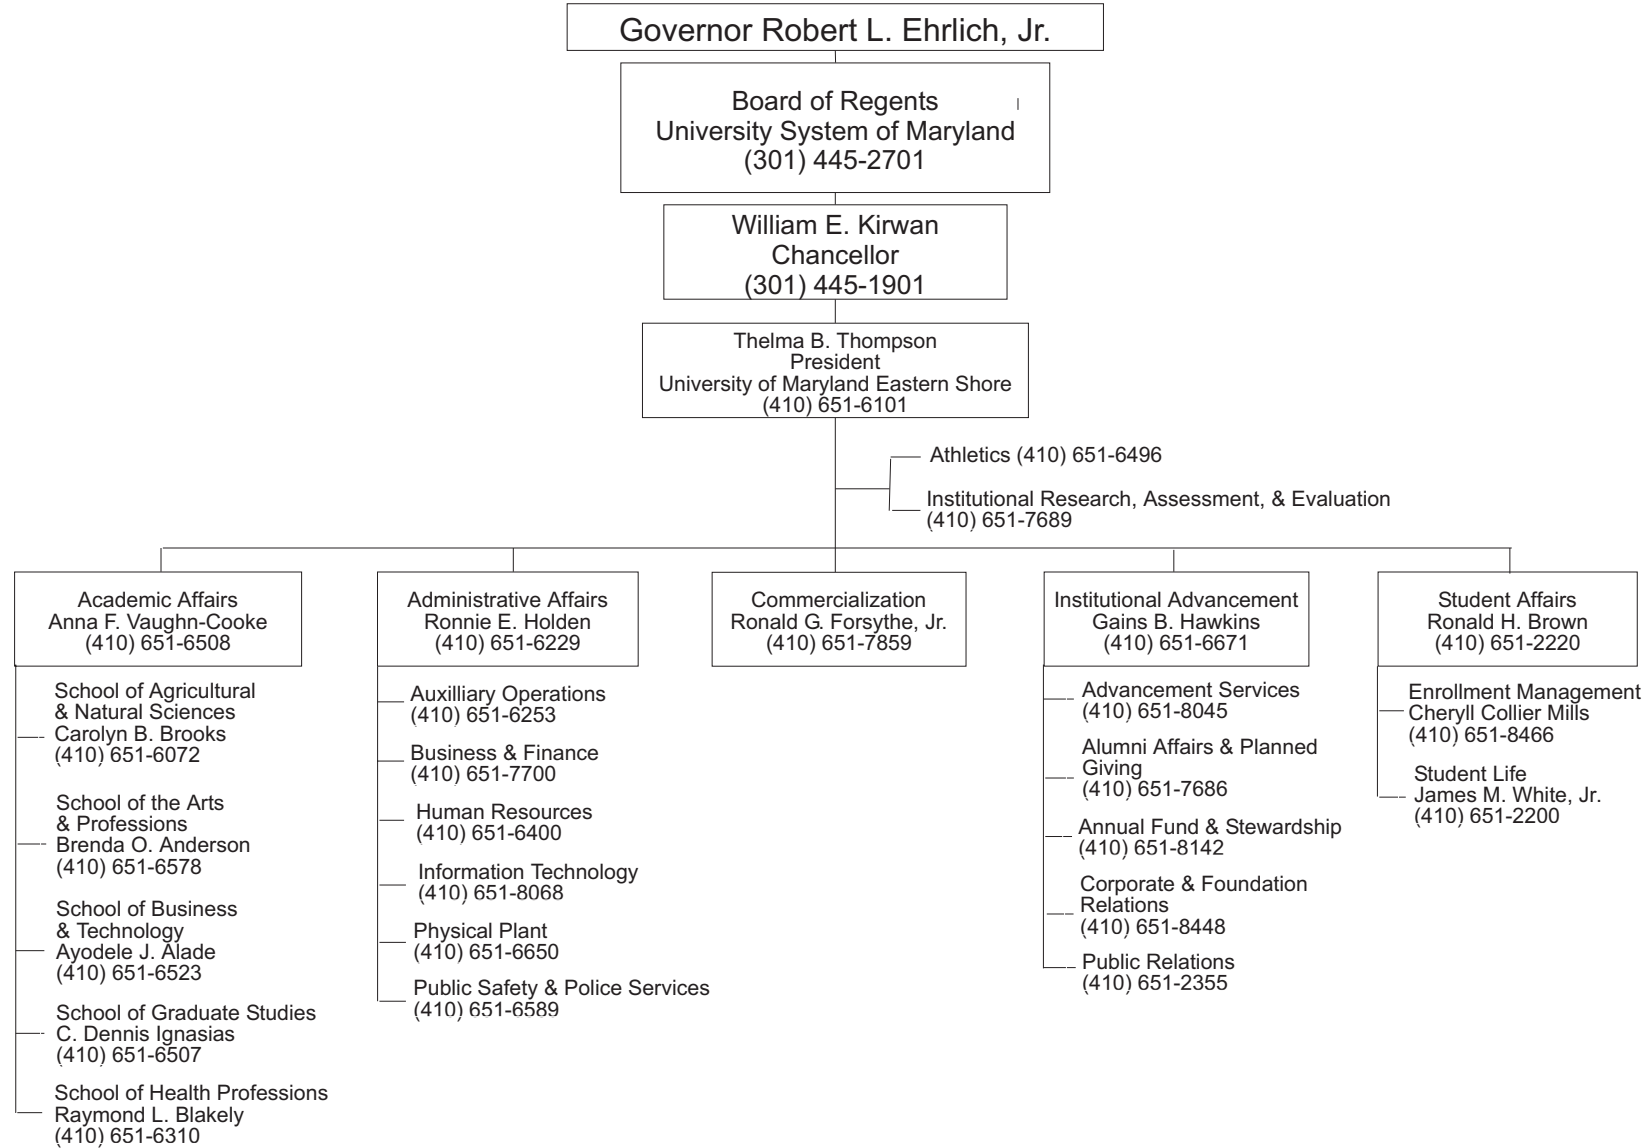 Governor Robert L. Ehrlich, Jr.
Board of Regents
University System of Maryland
(301) 445-2701
William E. Kirwan
Chancellor
(301) 445-1901
Thelma B. Thompson
President
University of Maryland Eastern Shore
(410) 651-6101
Athletics (410) 651-6496
Institutional Research, Assessment, & Evaluation
(410) 651-7689
Academic Affairs
Anna F. Vaughn-Cooke
(410) 651-6508
School of Agricultural
& Natural Sciences
Carolyn B. Brooks
(410) 651-6072
School of the Arts
& Professions
Brenda O. Anderson
(410) 651-6578
School of Business
& Technology
Ayodele J. Alade
(410) 651-6523
School of Graduate Studies
C. Dennis Ignasias
(410) 651-6507
School of Health Professions
Raymond L. Blakely
(410) 651-6310
Administrative Affairs
Ronnie E. Holden
(410) 651-6229
Auxilliary Operations
(410) 651-6253
Business & Finance
(410) 651-7700
Human Resources
(410) 651-6400
Information Technology
(410) 651-8068
Physical Plant
(410) 651-6650
Public Safety & Police Services
(410) 651-6589
Commercialization
Ronald G. Forsythe, Jr.
(410) 651-7859
Institutional Advancement
Gains B. Hawkins
(410) 651-6671
Advancement Services
(410) 651-8045
Alumni Affairs & Planned
Giving
(410) 651-7686
Annual Fund & Stewardship
(410) 651-8142
Corporate & Foundation
Relations
(410) 651-8448
Public Relations
(410) 651-2355
Student Affairs
Ronald H. Brown
(410) 651-2220
Enrollment Management
Cheryll Collier Mills
(410) 651-8466
Student Life
James M. White, Jr.
(410) 651-2200